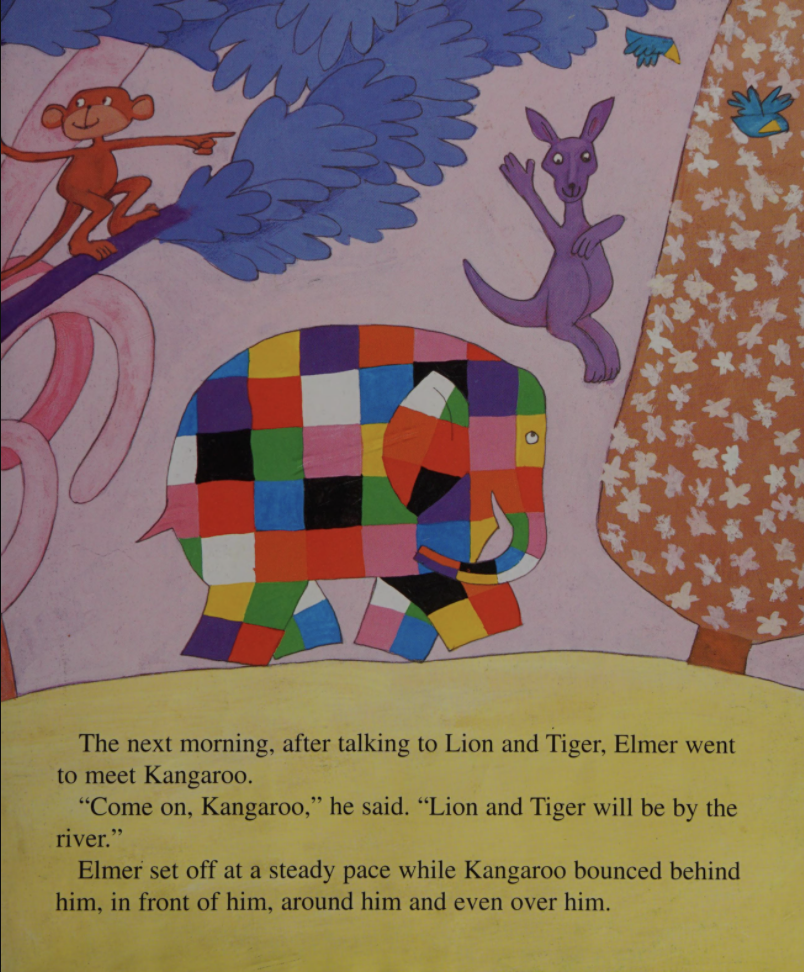 The next morning, after talking to Lion and Tiger, Elmer went
to meet Kangaroo.
“Come on, Kangaroo,” he said. “Lion and Tiger will be by the
river.”
Elmer set off at a steady pace while Kangaroo bounced behind
him, in front of him, around him and even over him.